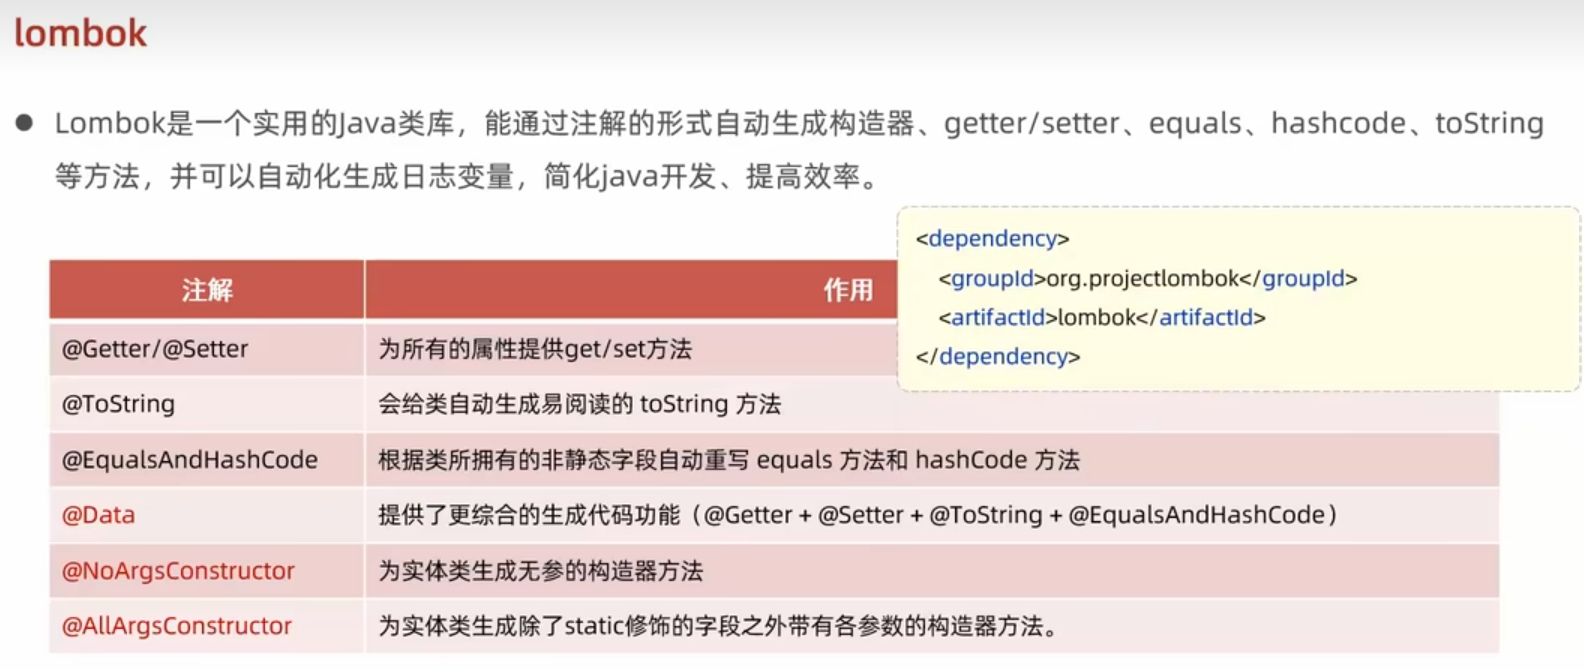 lombok
● Lombok是一个实用的Java类库，能通过注解的形式自动生成构造器、getter/setter、equals、hashcode、toString
等方法，并可以自动化生成日志变量，简化java开发、提高效率。
<dependency>
<groupId>org.projectlombok</groupId>
<artifactId>lombok</artifactId>
</dependency>
注解 作用
@Getter/@Setter 为所有的属性提供get/set方法
@ToString 会给类自动生成易阅读的 toString 方法
@EqualsAndHashCode 根据类所拥有的非静态字段自动重写 equals 方法和 hashCode 方法
@Data 提供了更综合的生成代码功能（@Getter + @Setter + @ToString + @EqualsAndHashCode）
@NoArgsConstructor 为实体类生成无参的构造器方法
@AllArgsConstructor 为实体类生成除了static修饰的字段之外带有各参数的构造器方法。